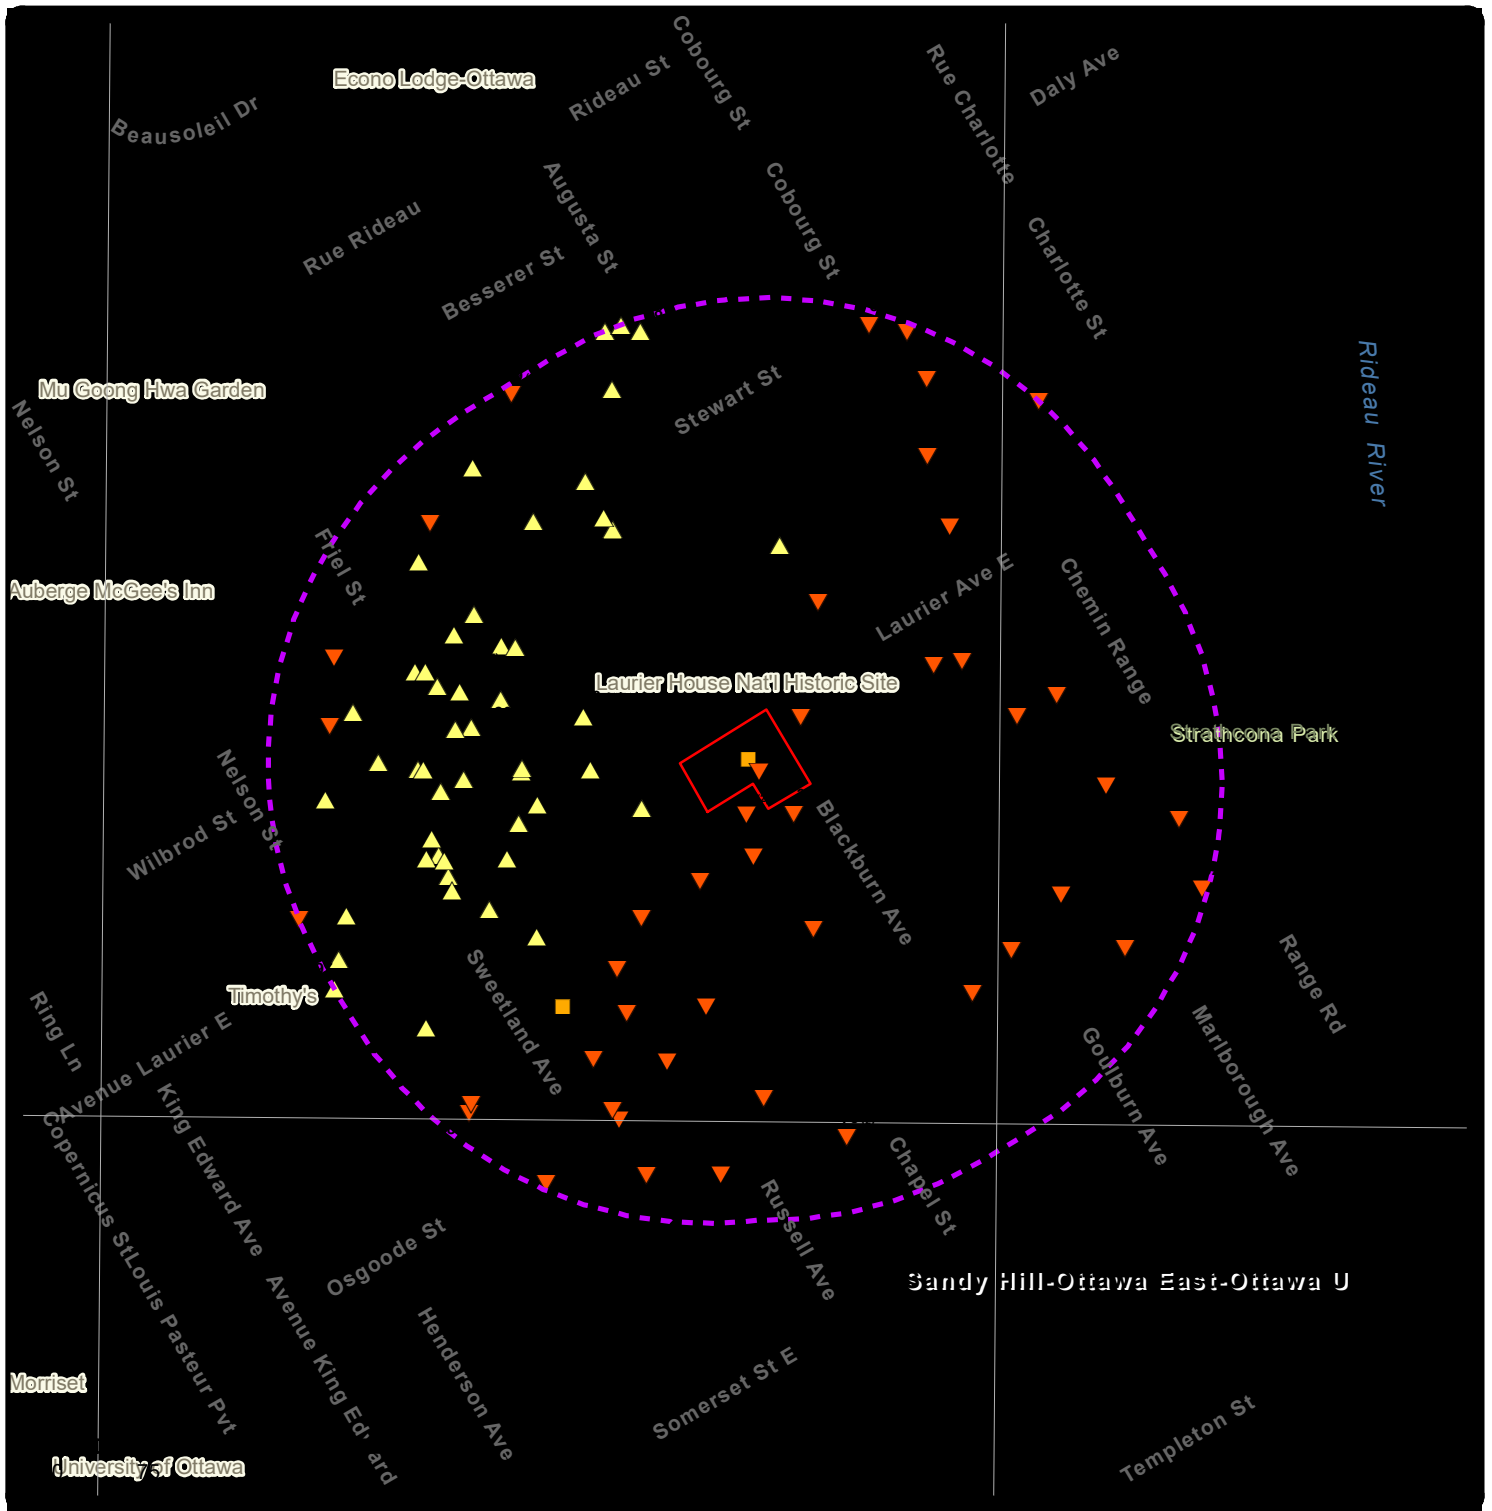 Econo Lodge-Ottawa
Beausoleil Dr
Rideau St
Cobourg St
Rue Charlotte
Daly Ave
Rue Rideau
Besserer St
Augusta St
Cobourg St
Charlotte St
Rideau River
Mu Goong Hwa Garden
Nelson St
Stewart St
Auberge McGee's Inn
Friel St
Laurier Ave E
Chemin Range
Laurier House Nat'l Historic Site
Strathcona Park
Nelson St
Wilbrod St
Blackburn Ave
Timothy's
Sweetland Ave
Range Rd
Ring Ln
Avenue Laurier E
Goulburn Ave
Marlborough Ave
King Edward Ave
Copernicus St
Chapel St
Russell Ave
Osgoode St
Sandy Hill-Ottawa East-Ottawa U
Louis Pasteur Pvt
Henderson Ave
Somerset St E
Morriset
Templeton St
University of Ottawa
75